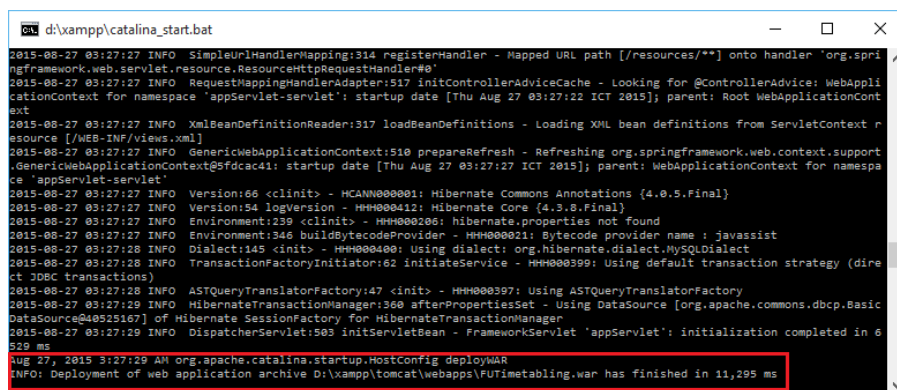 d:\xampp\catalina_start.bat
2015-08-27 03:27:27 INFO  SimpleUrlHandlerMapping:314 registerHandler - Mapped URL path [/resources/**] onto handler 'org.spri
ngframework.web.servlet.resource.ResourceHttpRequestHandler#0'
2015-08-27 03:27:27 INFO  RequestMappingHandlerAdapter:517 initControllerAdviceCache - Looking for @ControllerAdvice: WebAppli
cationContext for namespace 'appServlet-servlet': startup date [Thu Aug 27 03:27:22 ICT 2015]; parent: Root WebApplicationCont
ext
2015-08-27 03:27:27 INFO  XmlBeanDefinitionReader:317 loadBeanDefinitions - Loading XML bean definitions from ServletContext r
esource [/WEB-INF/views.xml]
2015-08-27 03:27:27 INFO  GenericWebApplicationContext:510 prepareRefresh - Refreshing org.springframework.web.context.support
.GenericWebApplicationContext@5fdcac41: startup date [Thu Aug 27 03:27:27 ICT 2015]; parent: WebApplicationContext for namespa
ce 'appServlet-servlet'
2015-08-27 03:27:27 INFO  Version:66 <clinit> - HCANN000001: Hibernate Commons Annotations {4.0.5.Final}
2015-08-27 03:27:27 INFO  Version:54 logVersion - HHH000412: Hibernate Core {4.3.8.Final}
2015-08-27 03:27:27 INFO  Environment:239 <clinit> - HHH000206: hibernate.properties not found
2015-08-27 03:27:27 INFO  Environment:346 buildBytecodeProvider - HHH000021: Bytecode provider name : javassist
2015-08-27 03:27:28 INFO  Dialect:145 <init> - HHH000400: Using dialect: org.hibernate.dialect.MySQLDialect
2015-08-27 03:27:28 INFO  TransactionFactoryInitiator:62 initiateService - HHH000399: Using default transaction strategy (dire
ct JDBC transactions)
2015-08-27 03:27:28 INFO  ASTQueryTranslatorFactory:47 <init> - HHH000397: Using ASTQueryTranslatorFactory
2015-08-27 03:27:29 INFO  HibernateTransactionManager:360 afterPropertiesSet - Using DataSource [org.apache.commons.dbcp.Basic
DataSource@40525167] of Hibernate SessionFactory for HibernateTransactionManager
2015-08-27 03:27:29 INFO  DispatcherServlet:503 initServletBean - FrameworkServlet 'appServlet': initialization completed in 6
529 ms
Aug 27, 2015 3:27:29 AM org.apache.catalina.startup.HostConfig deployWAR
INFO: Deployment of web application archive D:\xampp\tomcat\webapps\FUTimetabling.war has finished in 11,295 ms